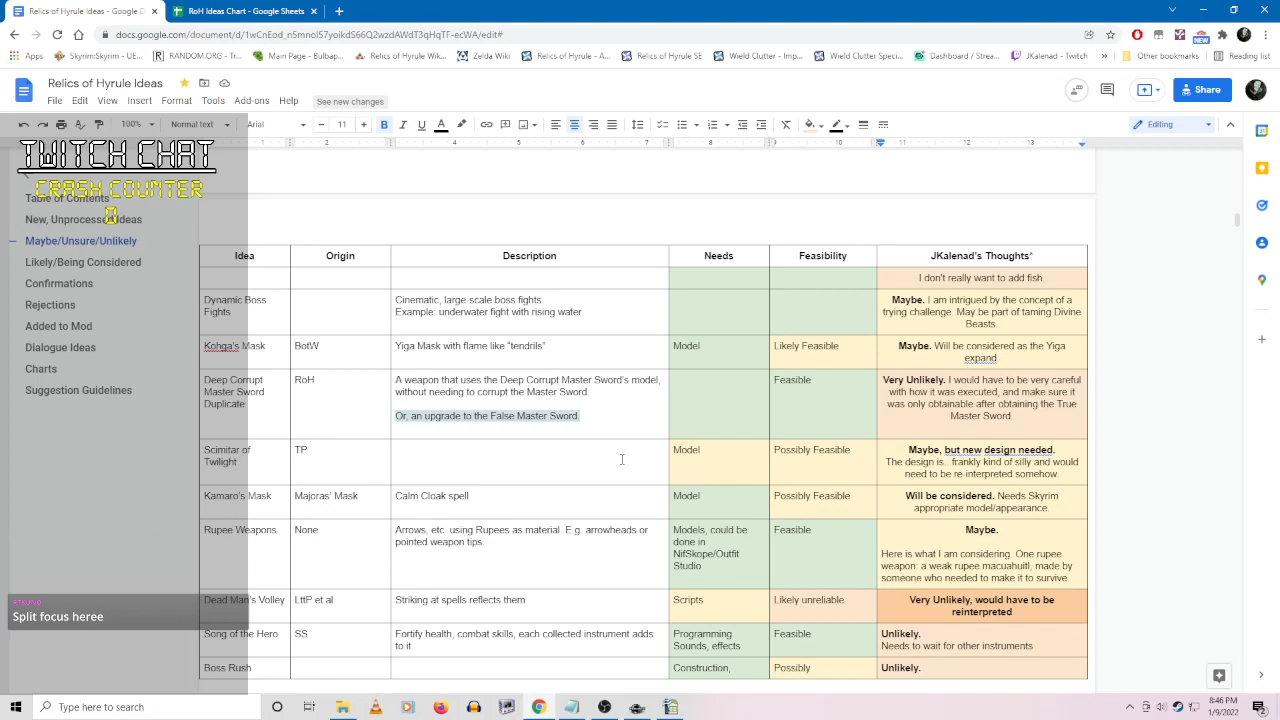 Relics of Hyrule Ideas - Google D
RoH Ideas Chart - Google Sheets
docs.google.com/document/d/1wCnEod_n5mnolS7yoikdS66Q2wzdAWdT3qHqTF-ecWA/edit#
Apps
Skyrim:Skyrim - UE...
RANDOM.ORG - Tr...
Main Page - Bulbap...
Zelda Wiki
Relics of Hyrule - A...
Relics of Hyrule SE
Wield Clutter - Imp...
Wield Clutter Speci...
Dashboard / Strea...
JKalenad - Twitch
Other bookmarks
Reading list
Relics of Hyrule Ideas
File Edit View Insert Format Tools Add-ons Help
See new changes
Share
100%
Normal text
Arial
11
Editing
TWITCH CHAT
CRASH COUNTER
0
Table of Contents
New, Unprocessed Ideas
Maybe/Unsure/Unlikely
Likely/Being Considered
Confirmations
Rejections
Added to Mod
Dialogue Ideas
Charts
Suggestion Guidelines
Split focus heree
Idea Origin Description Needs Feasibility JKalenad's Thoughts^
I don't really want to add fish.
Dynamic Boss
Fights
Cinematic, large-scale boss fights.
Example: underwater fight with rising water.
Maybe. I am intrigued by the concept of a
trying challenge. May be part of taming Divine
Beasts.
Kohga's Mask
BotW
Yiga Mask with flame like "tendrils"
Model
Likely Feasible
Maybe. Will be considered as the Yiga
expand.
Deep Corrupt
Master Sword
Duplicate
RoH
A weapon that uses the Deep Corrupt Master Sword's model,
without needing to corrupt the Master Sword.
Or, an upgrade to the False Master Sword.
Feasible
Very Unlikely. I would have to be very careful
with how it was executed, and make sure it
was only obtainable after obtaining the True
Master Sword.
Scimitar of
Twilight
TP
Model
Possibly Feasible
Maybe, but new design needed.
The design is...frankly kind of silly and would
need to be re-interpreted somehow.
Kamaro's Mask
Majoras' Mask
Calm Cloak spell
Model
Possibly Feasible
Will be considered. Needs Skyrim
appropriate model/appearance.
Rupee Weapons
None
Arrows, etc. using Rupees as material. E.g. arrowheads or
pointed weapon tips.
Models, could be
done in
NifSkope/Outfit
Studio
Feasible
Maybe.
Here is what I am considering. One rupee
weapon: a weak rupee macuahuitl, made by
someone who needed to make it to survive.
Dead Man's Volley
LttP et al
Striking at spells reflects them
Scripts
Likely unreliable.
Very Unlikely, would have to be
reinterpreted
Song of the Hero
SS
Fortify health, combat skills, each collected instrument adds
to it
Programming
Sounds, effects
Feasible
Unlikely.
Needs to wait for other instruments
Boss Rush
Construction,
Possibly
Unlikely.
Type here to search
8:46 PM
1/9/2022